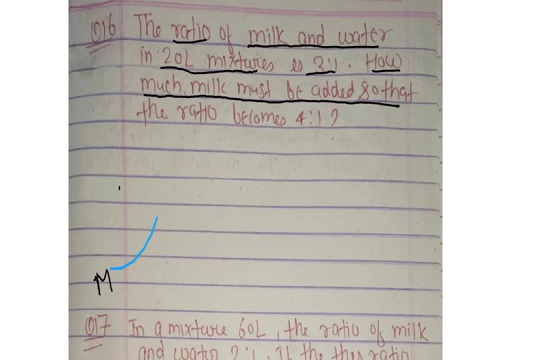 Q16 The ratio of milk and water
in 20L mixtures is 3:1. How
much milk must be added so that
the ratio becomes 4:1?
M
Q17 In a mixture 60L, the ratio of milk
and water 2:1. If the this ratio